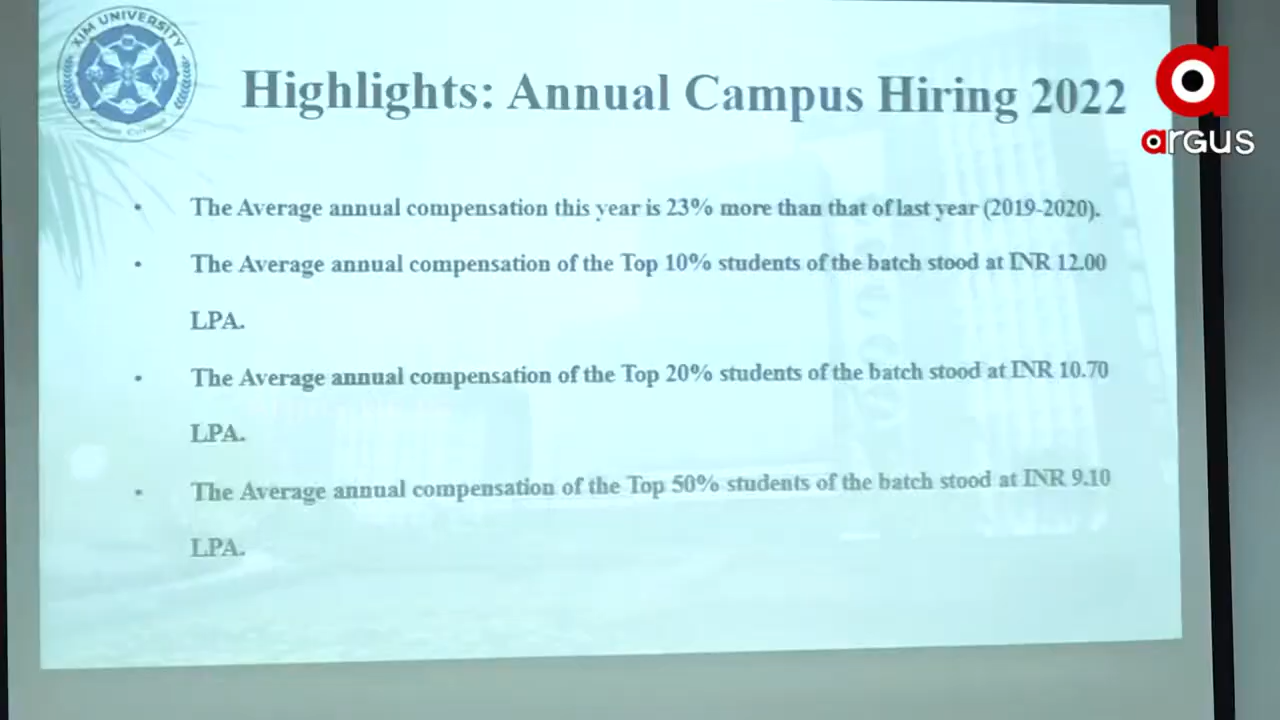 XIM UNIVERSITY
Highlights: Annual Campus Hiring 2022
argus
• The Average annual compensation this year is 23% more than that of last year (2019-2020).
• The Average annual compensation of the Top 10% students of the batch stood at INR 12.00
LPA.
• The Average annual compensation of the Top 20% students of the batch stood at INR 10.70
LPA.
• The Average annual compensation of the Top 50% students of the batch stood at INR 9.10
LPA.